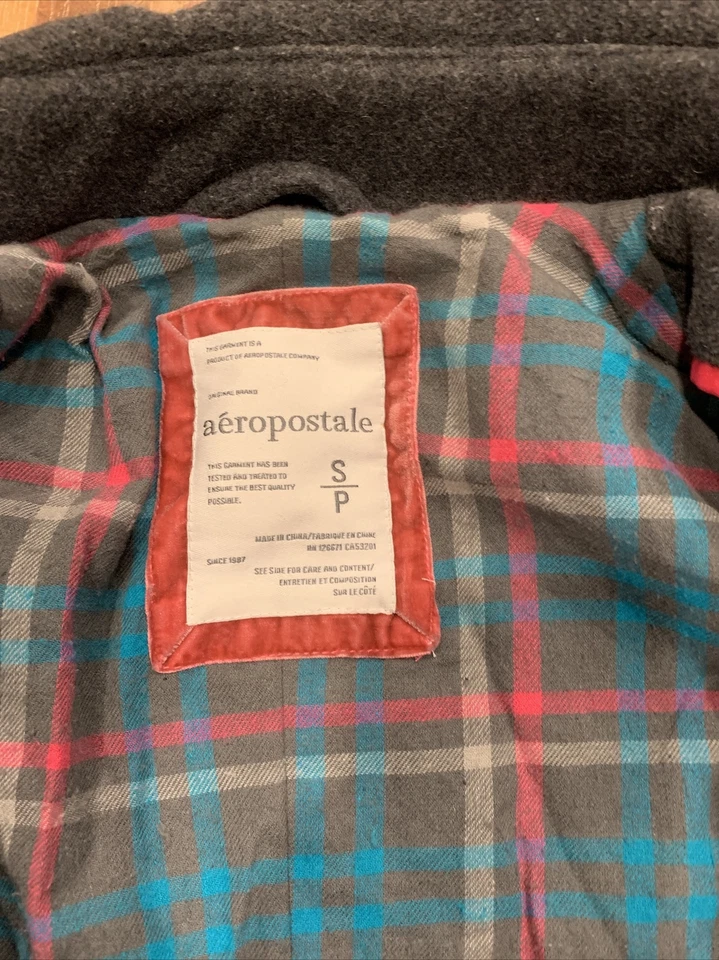 THIS GARMENT IS A
PRODUCT OF AEROPOSTALE COMPANY
ORIGINAL BRAND
aéropostale
THIS GARMENT HAS BEEN
TESTED AND TREATED TO
ENSURE THE BEST QUALITY
POSSIBLE.
S
P
MADE IN CHINA/FABRIQUE EN CHINE
RN 126671 CA53201
SINCE 1987
SEE SIDE FOR CARE AND CONTENT/
ENTRETIEN ET COMPOSITION
SUR LE CÔTÉ